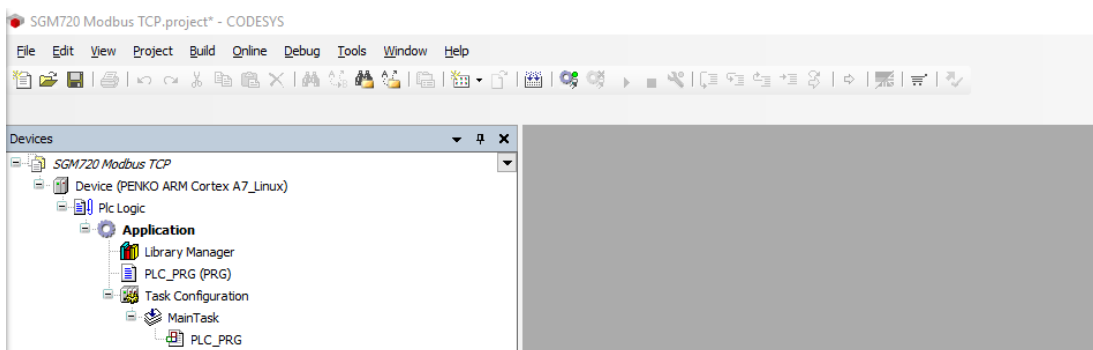 SGM720 Modbus TCP.project* - CODESYS
File Edit View Project Build Online Debug Tools Window Help
Devices
SGM720 Modbus TCP
Device (PENKO ARM Cortex A7_Linux)
Plc Logic
Application
Library Manager
PLC_PRG (PRG)
Task Configuration
MainTask
PLC_PRG